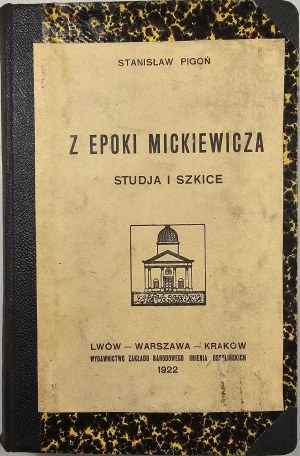 STANISŁAW PIGOŃ
Z EPOKI MICKIEWICZA
STUDJA I SZKICE
LWÓW — WARSZAWA — KRAKÓW
WYDAWNICTWO ZAKŁADU NARODOWEGO IMIENIA OSSOLIŃSKICH
1922